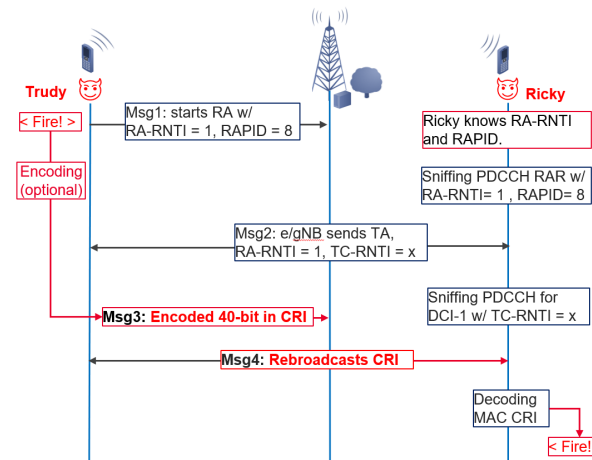 Trudy
Ricky
< Fire! >
Msg1: starts RA w/
RA-RNTI = 1, RAPID = 8
Ricky knows RA-RNTI
and RAPID.
Encoding
(optional)
Sniffing PDCCH RAR w/
RA-RNTI= 1 , RAPID= 8
Msg2: e/gNB sends TA,
RA-RNTI = 1, TC-RNTI = x
Msg3: Encoded 40-bit in CRI
Sniffing PDCCH for
DCI-1 w/ TC-RNTI = x
Msg4: Rebroadcasts CRI
Decoding
MAC CRI
< Fire!